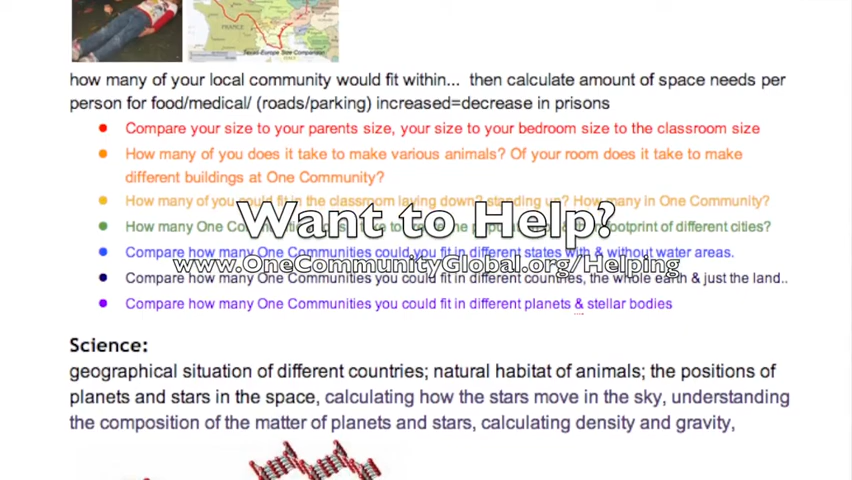 FRANCE
Texas-Europe Size Comparison
how many of your local community would fit within... then calculate amount of space needs per
person for food/medical/ (roads/parking) increased=decrease in prisons
Compare your size to your parents size, your size to your bedroom size to the classroom size
How many of you does it take to make various animals? Of your room does it take to make
different buildings at One Community?
How many of you could fit in the classroom laying down? standing up? How many in One Community?
Want to Help?
How many One footprint of different cities?
Compare how many One Communities could you fit in different states with & without water areas.
www.OneCommunityGlobal.org/Helping
Compare how many One Communities you could fit in different countries, the whole earth & just the land..
Compare how many One Communities you could fit in different planets & stellar bodies
Science:
geographical situation of different countries; natural habitat of animals; the positions of
planets and stars in the space, calculating how the stars move in the sky, understanding
the composition of the matter of planets and stars, calculating density and gravity,